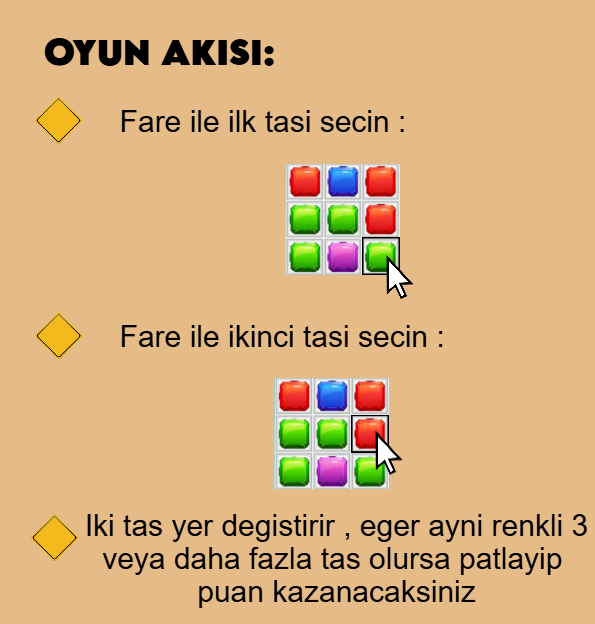 OYUN AKISI:
Fare ile ilk tasi secin :
Fare ile ikinci tasi secin :
Iki tas yer degistirir , eger ayni renkli 3
veya daha fazla tas olursa patlayip
puan kazanacaksiniz